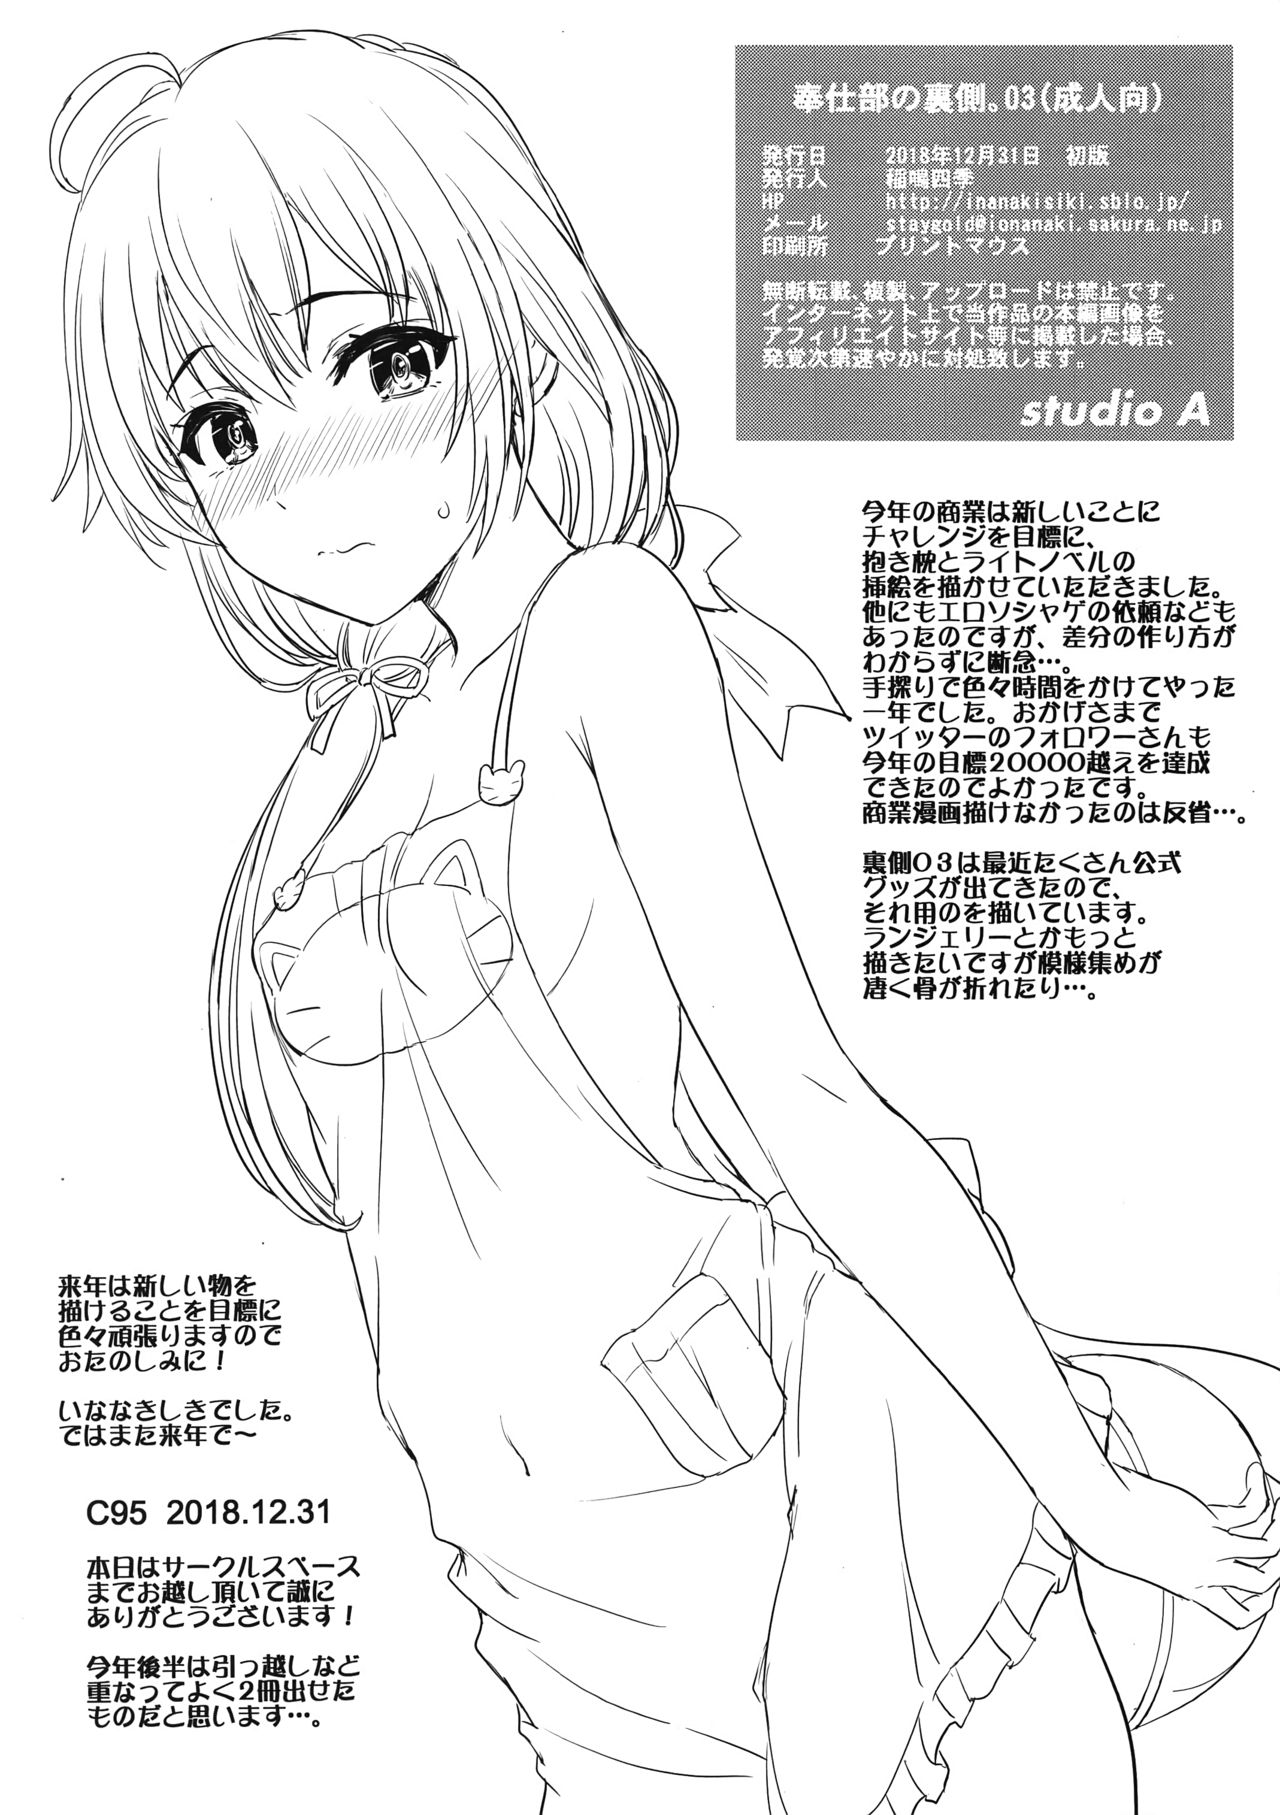 奉仕部の裏側。03(成人向)
発行日 2018年12月31日 初版
発行人 稲鳴四季
HP http://inanakisiki.sblo.jp/
メール staygold@ionanaki.sakura.ne.jp
印刷所 プリントマウス
無断転載、複製、アップロードは禁止です。
インターネット上で当作品の本編画像を
アフィリエイトサイト等に掲載した場合、
発覚次第速やかに対処致します。
studio A
今年の商業は新しいことに
チャレンジを目標に、
抱き枕とライトノベルの
挿絵を描かせていただきました。
他にもエロソシャゲの依頼なども
あったのですが、差分の作り方が
わからずに断念…。
手探りで色々時間をかけてやった
一年でした。おかげさまで
ツイッターのフォロワーさんも
今年の目標20000越えを達成
できたのでよかったです。
商業漫画描けなかったのは反省…。
裏側03は最近たくさん公式
グッズが出てきたので、
それ用のを描いています。
ランジェリーとかもっと
描きたいですが模様集めが
凄く骨が折れたり…。
来年は新しい物を
描けることを目標に
色々頑張りますので
おたのしみに!
いななきしきでした。
ではまた来年で〜
C95 2018.12.31
本日はサークルスペース
までお越し頂いて誠に
ありがとうございます!
今年後半は引っ越しなど
重なってよく2冊出せた
ものだと思います…。